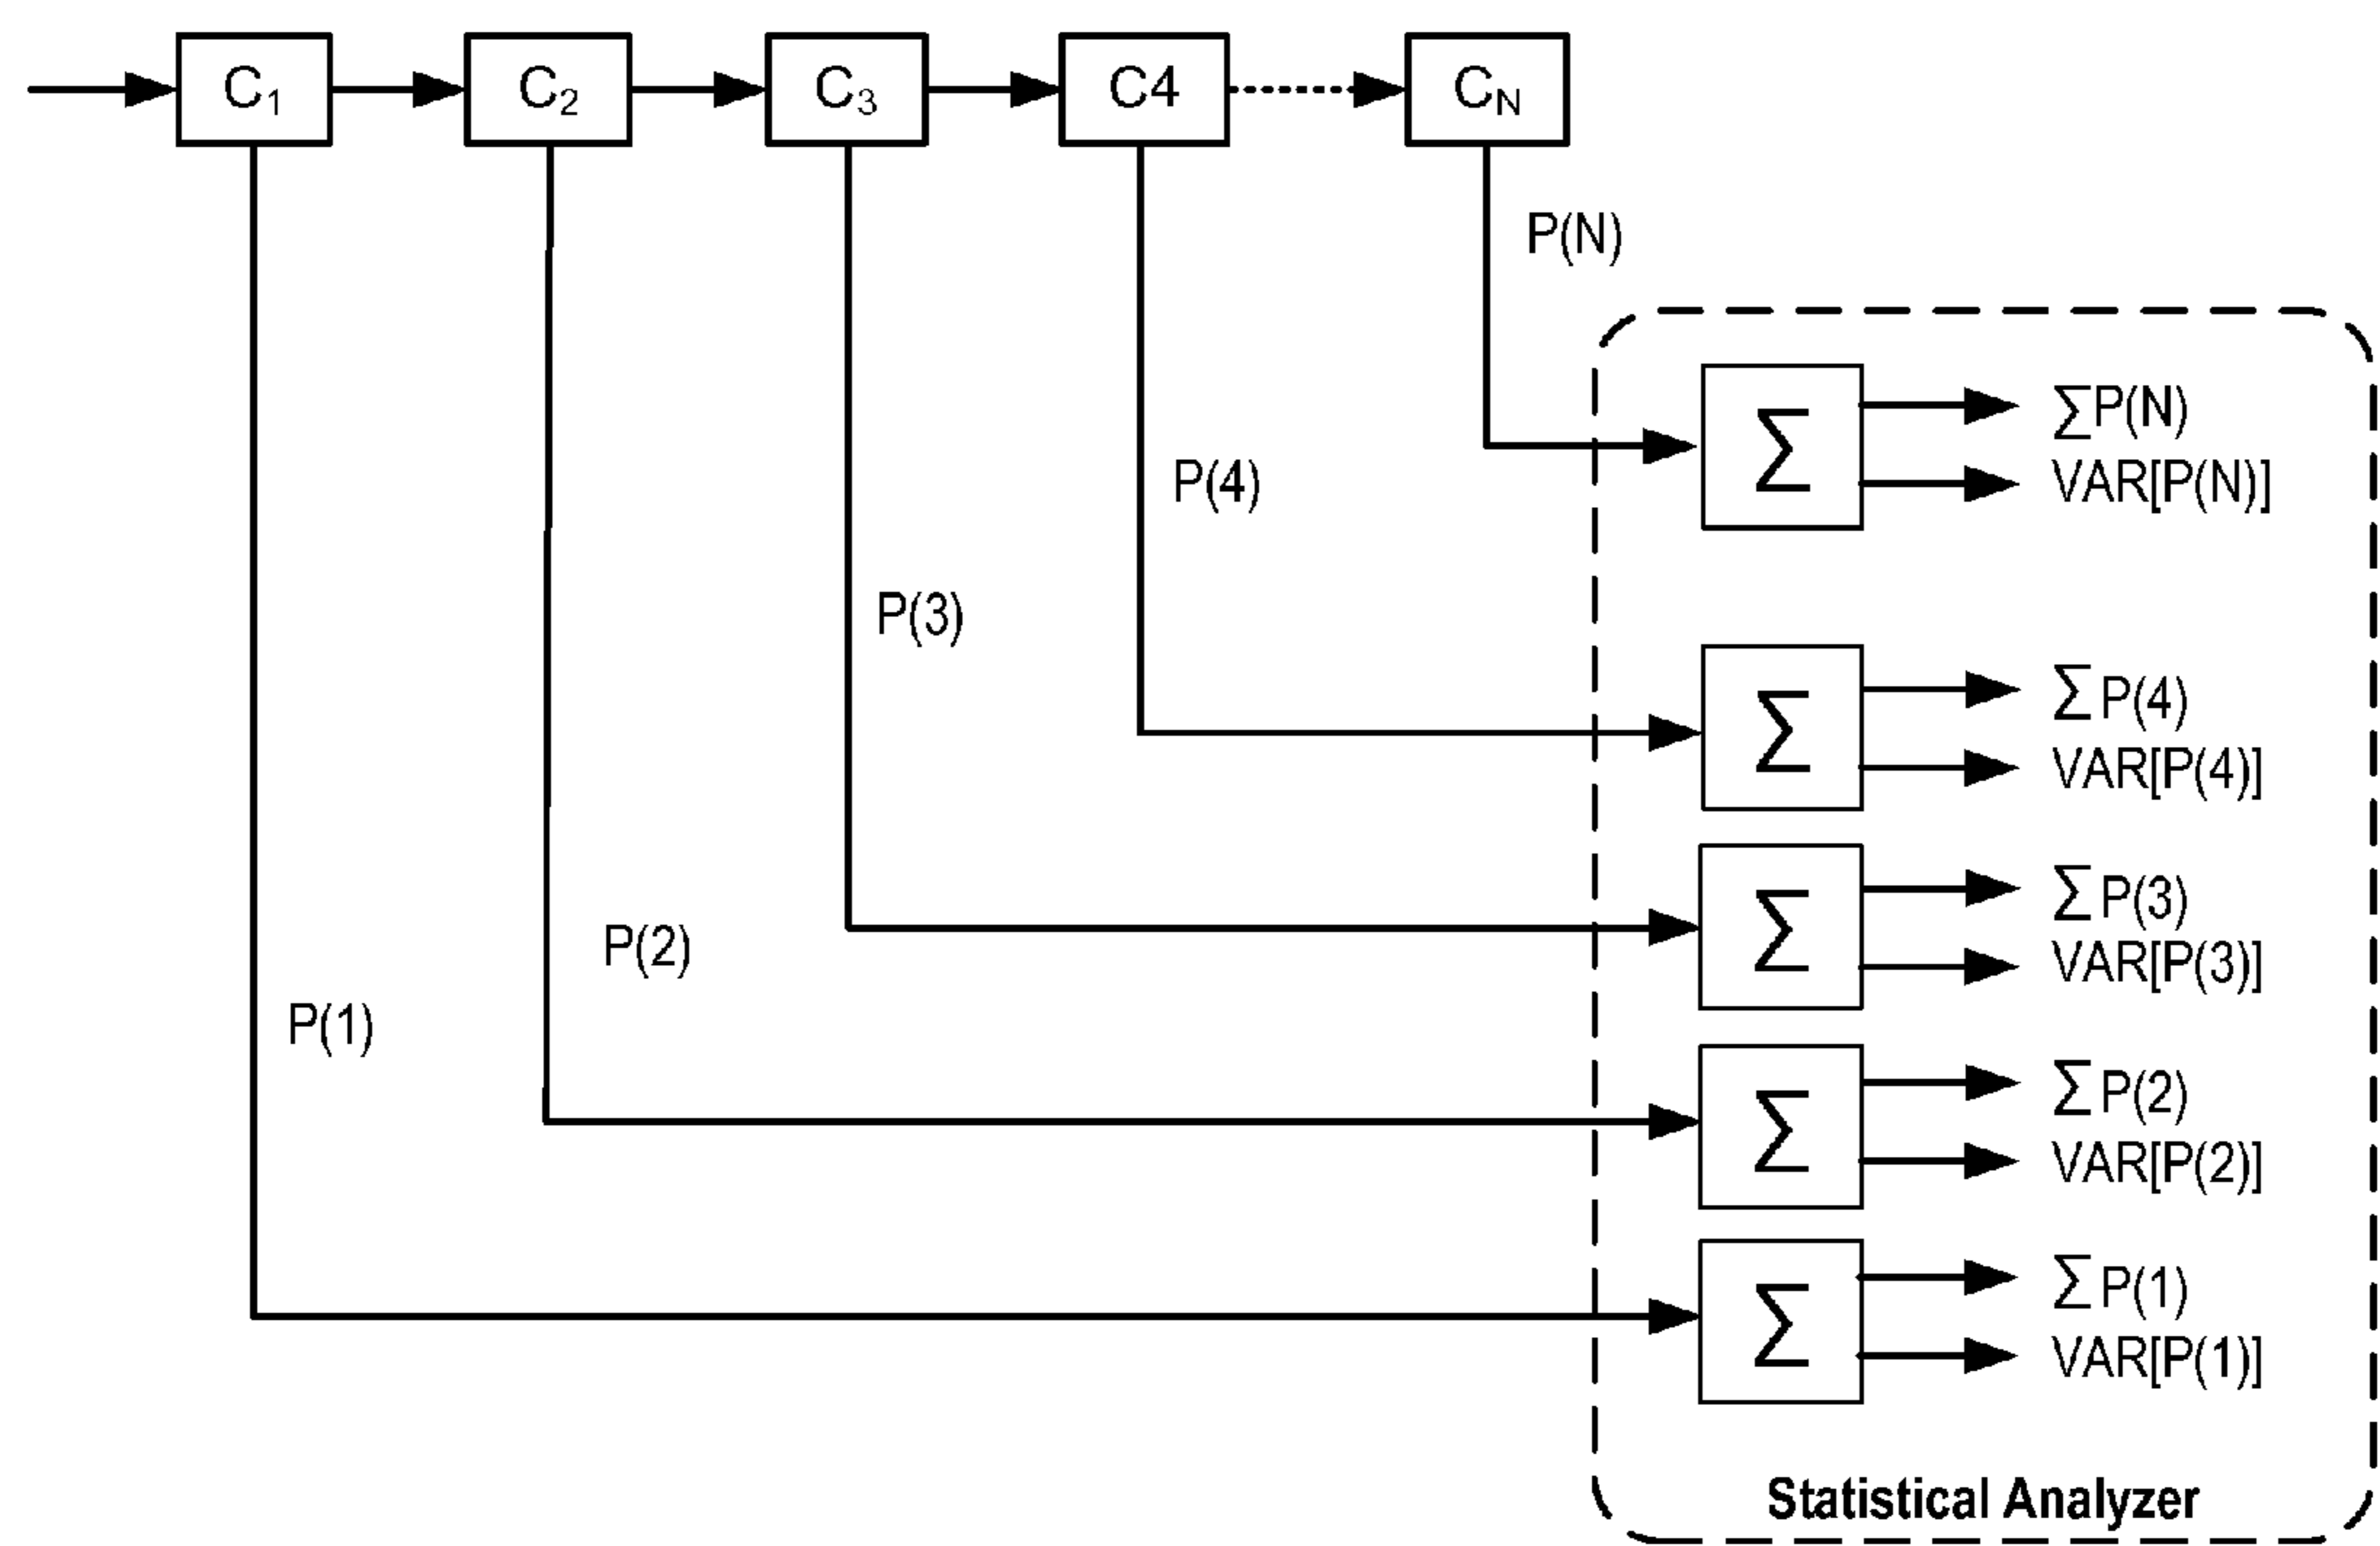 C₁ C₂ C₃ C4 C_N
P(N)
∑P(N)
VAR[P(N)]
∑
P(4)
P(3)
∑ P(4)
VAR[P(4)]
∑
∑ P(3)
VAR[P(3)]
∑
P(2)
P(1)
∑ P(2)
VAR[P(2)]
∑
∑ P(1)
VAR[P(1)]
∑
Statistical Analyzer